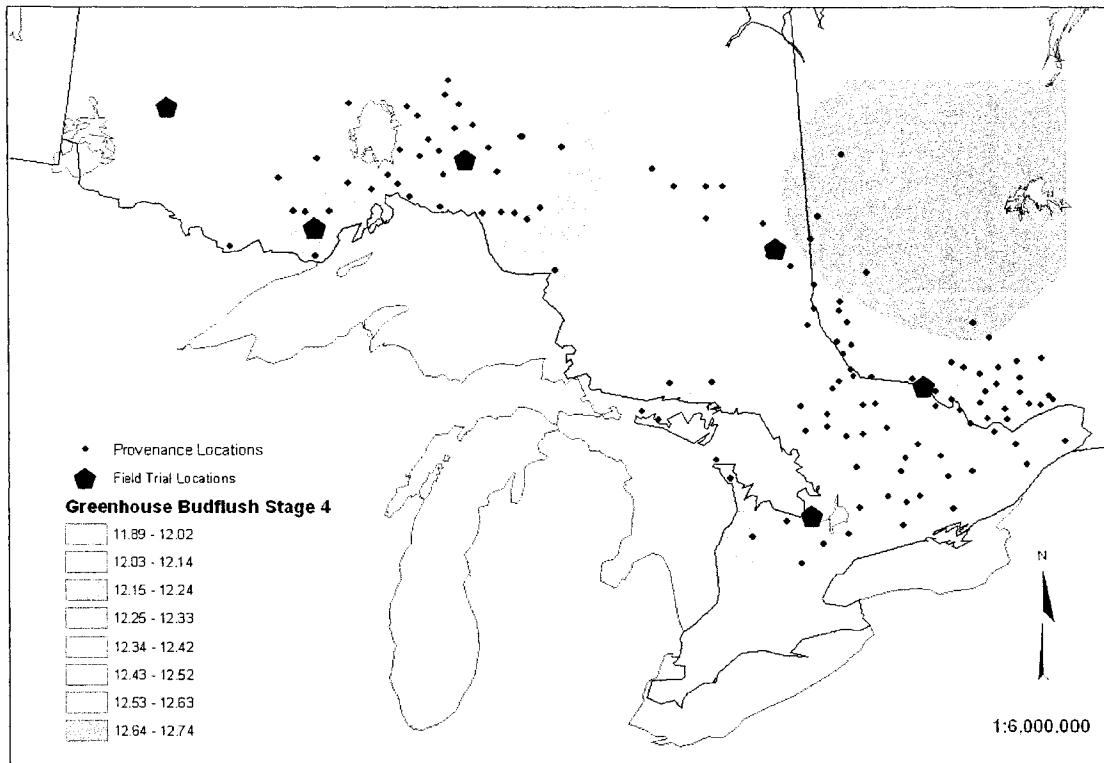 Provenance Locations
Field Trial Locations
Greenhouse Budflush Stage 4
11.89 - 12.02
12.03 - 12.14
12.15 - 12.24
12.25 - 12.33
12.34 - 12.42
12.43 - 12.52
12.53 - 12.63
12.64 - 12.74
N
1:6,000,000